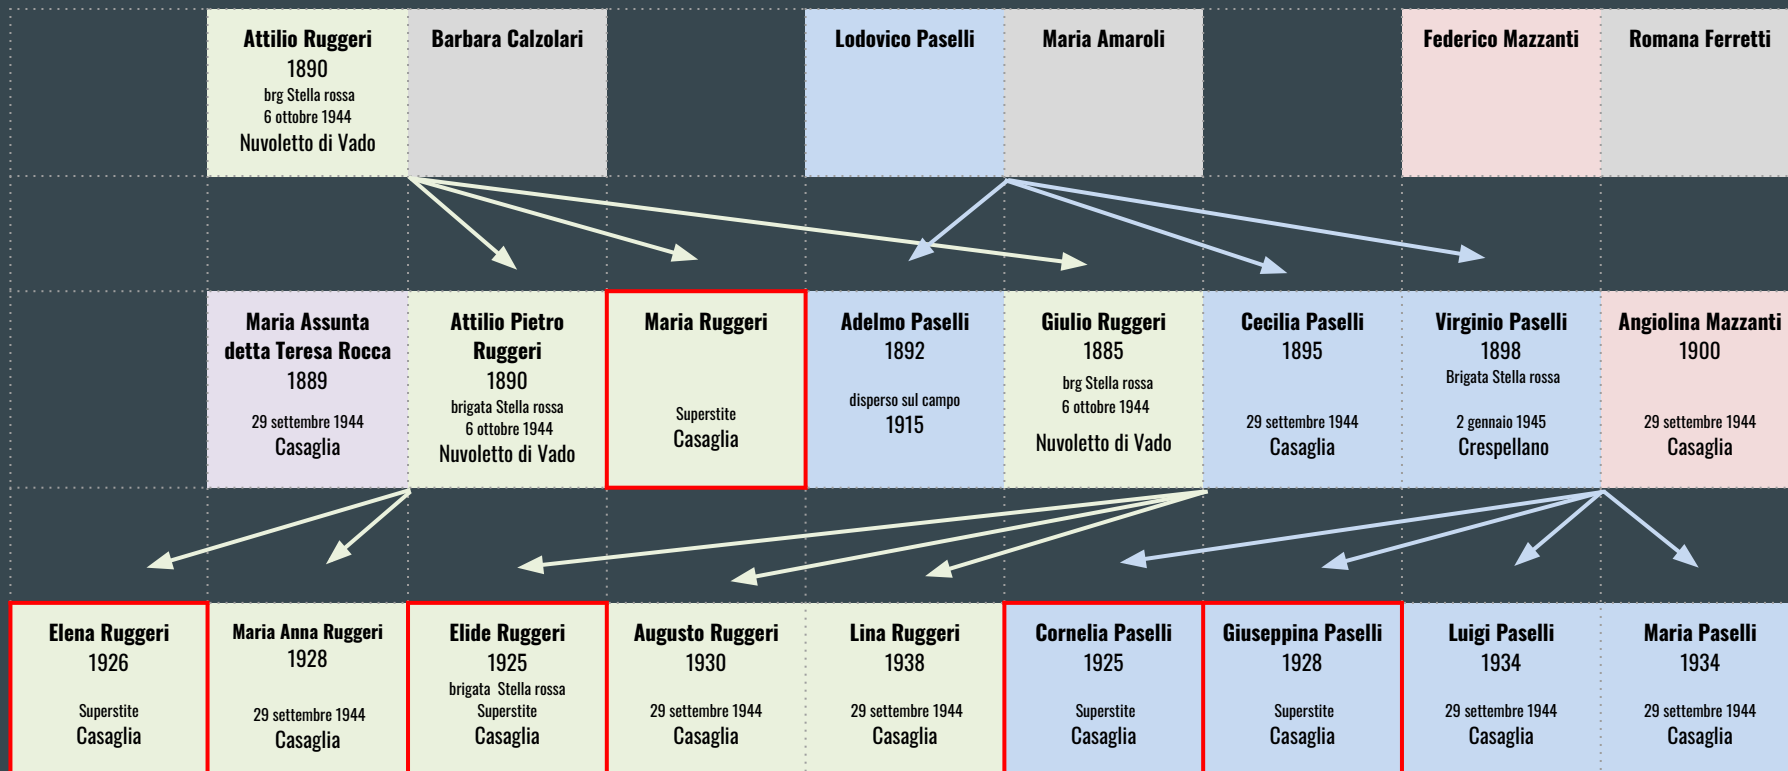 Attilio Ruggeri
1890
brg Stella rossa
6 ottobre 1944
Nuvoletto di Vado
Barbara Calzolari
Lodovico Paselli
Maria Amaroli
Federico Mazzanti
Romana Ferretti
Maria Assunta
detta Teresa Rocca
1889
29 settembre 1944
Casaglia
Attilio Pietro
Ruggeri
1890
brigata Stella rossa
6 ottobre 1944
Nuvoletto di Vado
Maria Ruggeri
Superstite
Casaglia
Adelmo Paselli
1892
disperso sul campo
1915
Giulio Ruggeri
1885
brg Stella rossa
6 ottobre 1944
Nuvoletto di Vado
Cecilia Paselli
1895
29 settembre 1944
Casaglia
Virginio Paselli
1898
Brigata Stella rossa
2 gennaio 1945
Crespellano
Angiolina Mazzanti
1900
29 settembre 1944
Casaglia
Elena Ruggeri
1926
Superstite
Casaglia
Maria Anna Ruggeri
1928
29 settembre 1944
Casaglia
Elide Ruggeri
1925
brigata Stella rossa
Superstite
Casaglia
Augusto Ruggeri
1930
29 settembre 1944
Casaglia
Lina Ruggeri
1938
29 settembre 1944
Casaglia
Cornelia Paselli
1925
Superstite
Casaglia
Giuseppina Paselli
1928
Superstite
Casaglia
Luigi Paselli
1934
29 settembre 1944
Casaglia
Maria Paselli
1934
29 settembre 1944
Casaglia